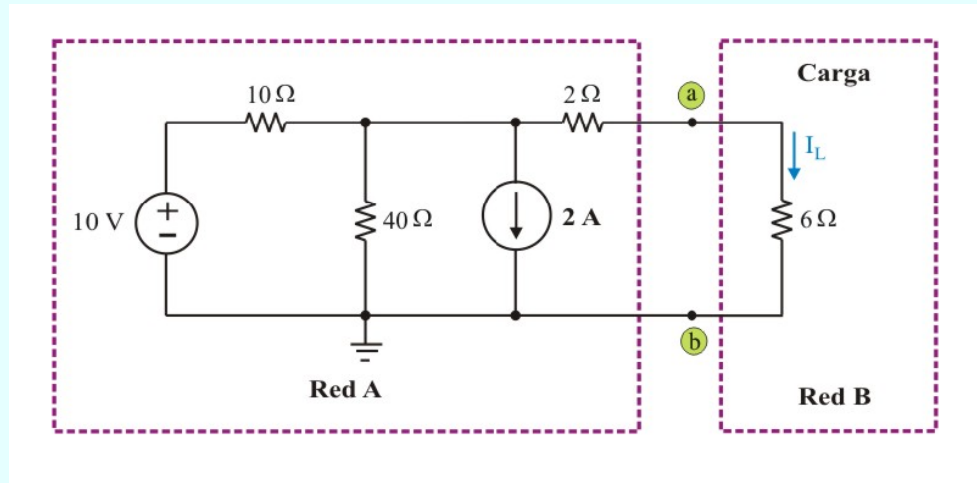 Carga
10 Ω
2 Ω
a
I_L
10 V
+
−
40 Ω
2 A
6 Ω
b
Red A
Red B